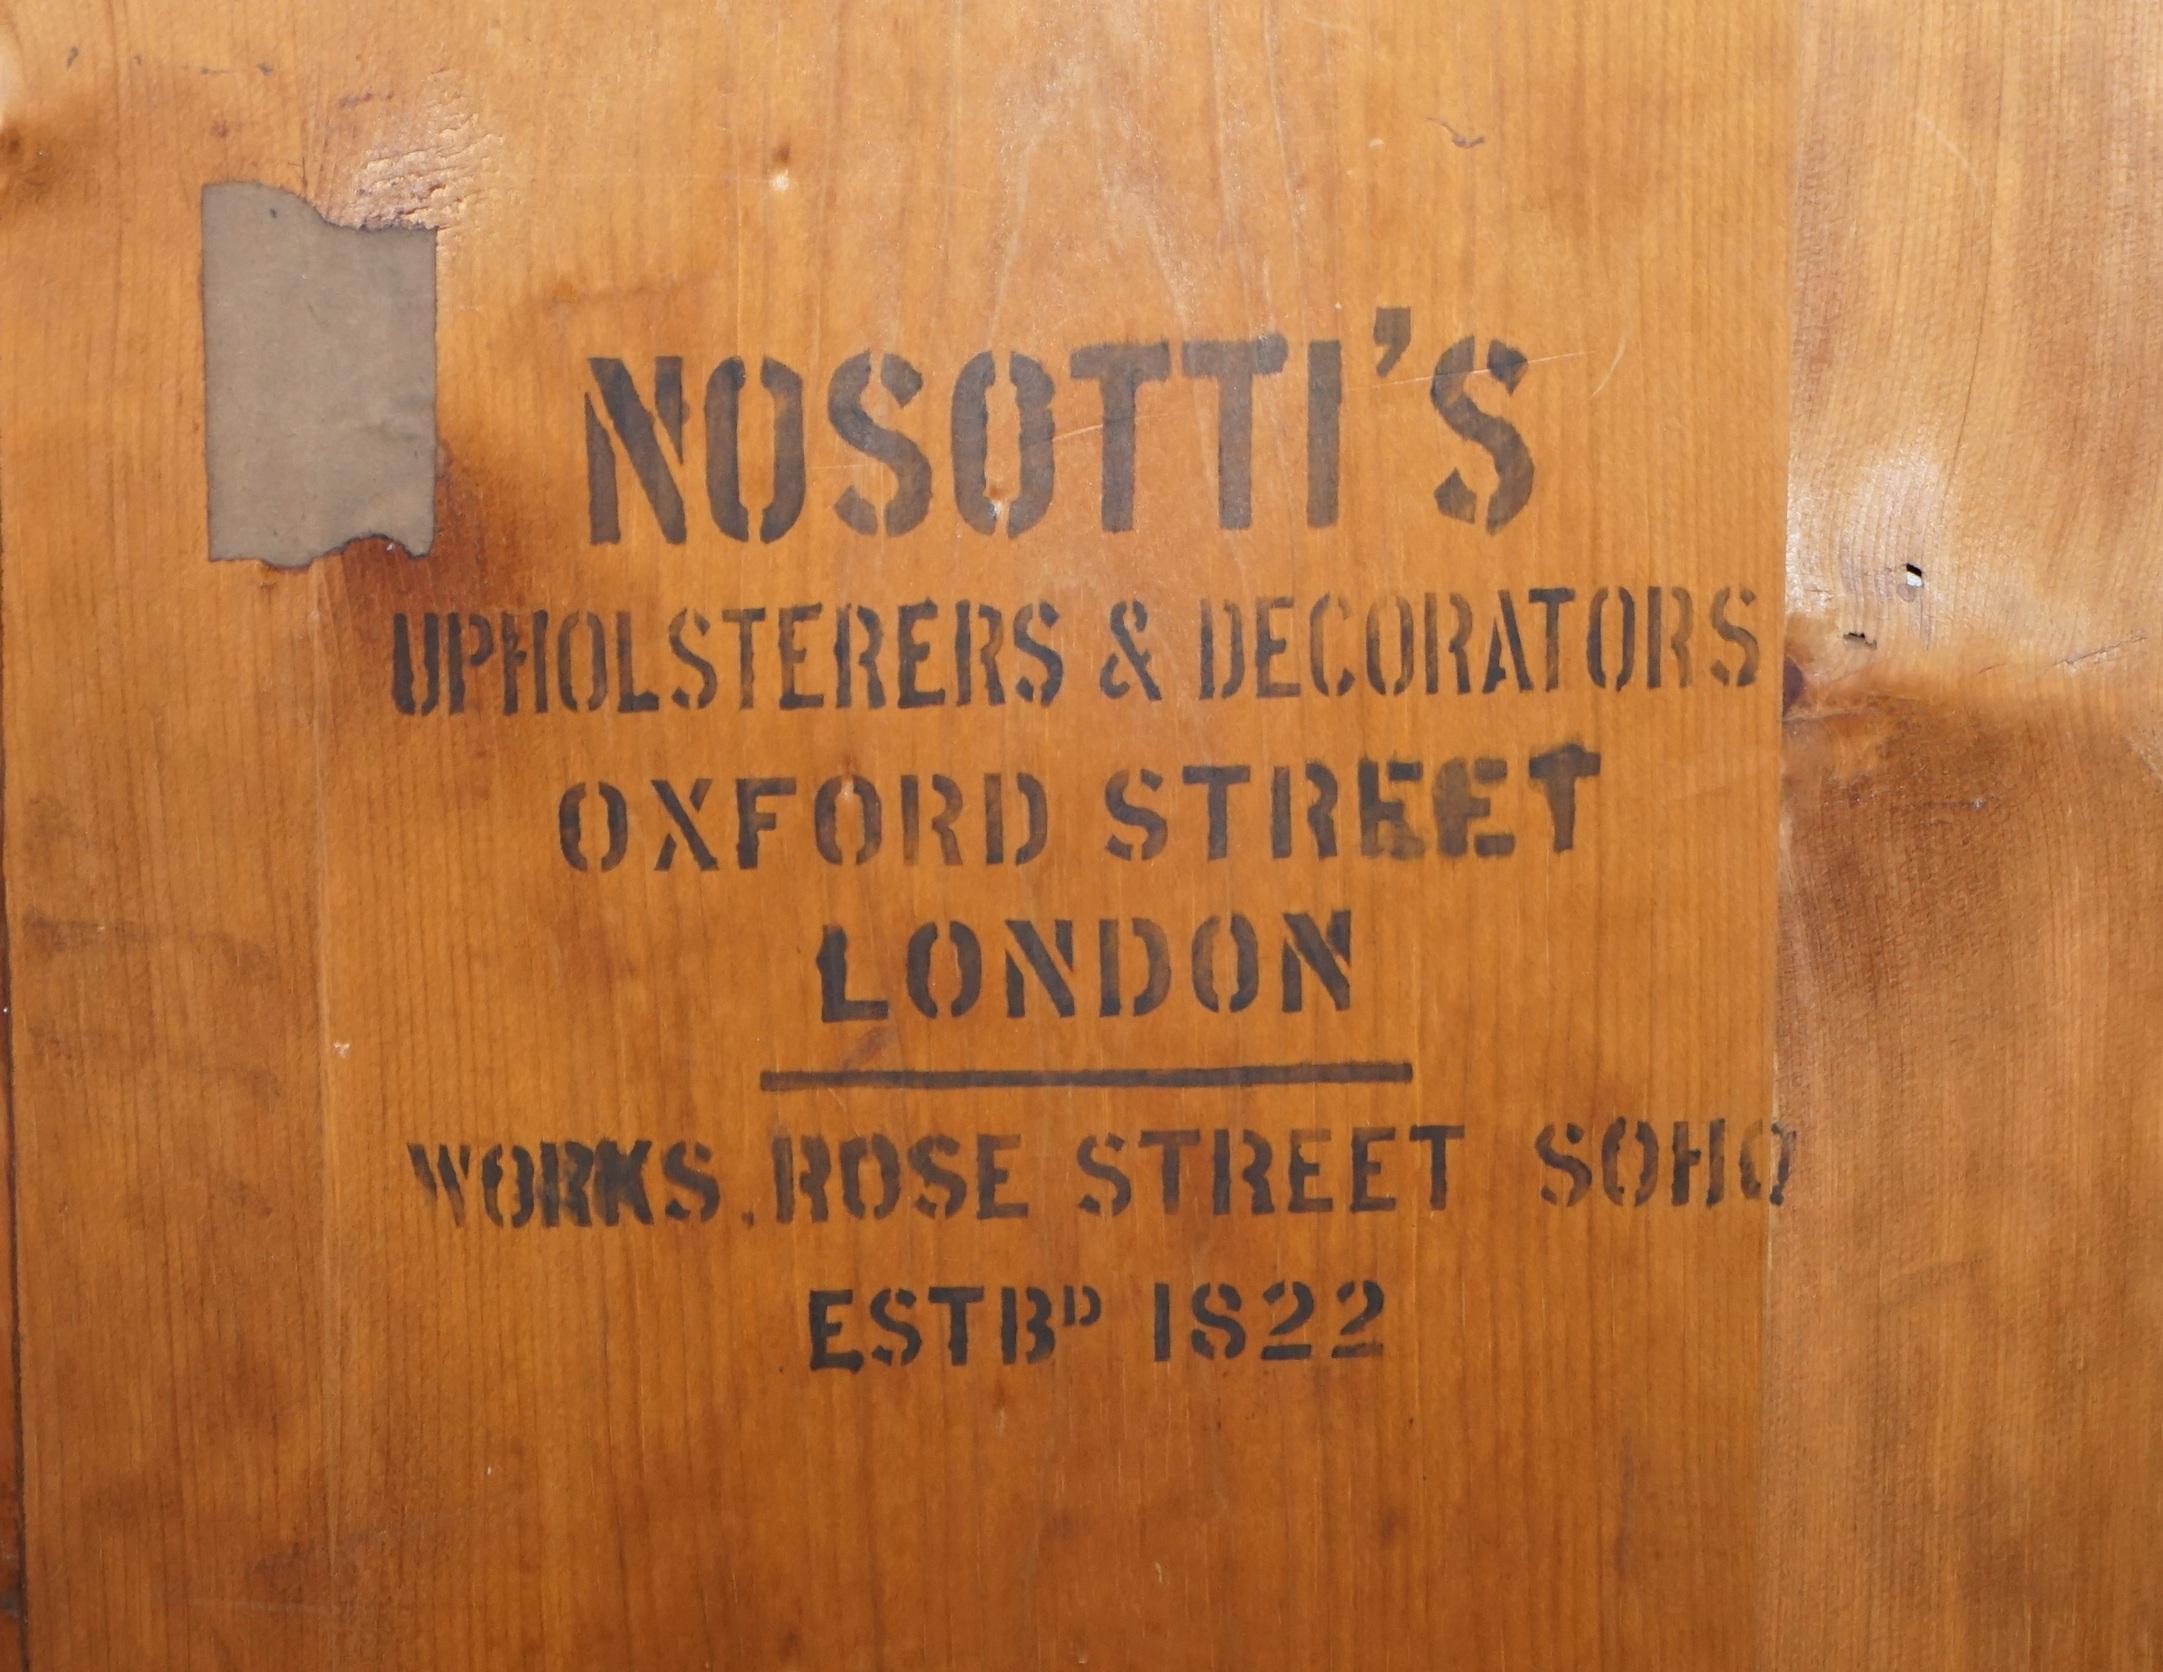 NOSOTTI'S
UPHOLSTERERS & DECORATORS
OXFORD STREET
LONDON
WORKS. ROSE STREET SOHO
ESTBᴰ 1822